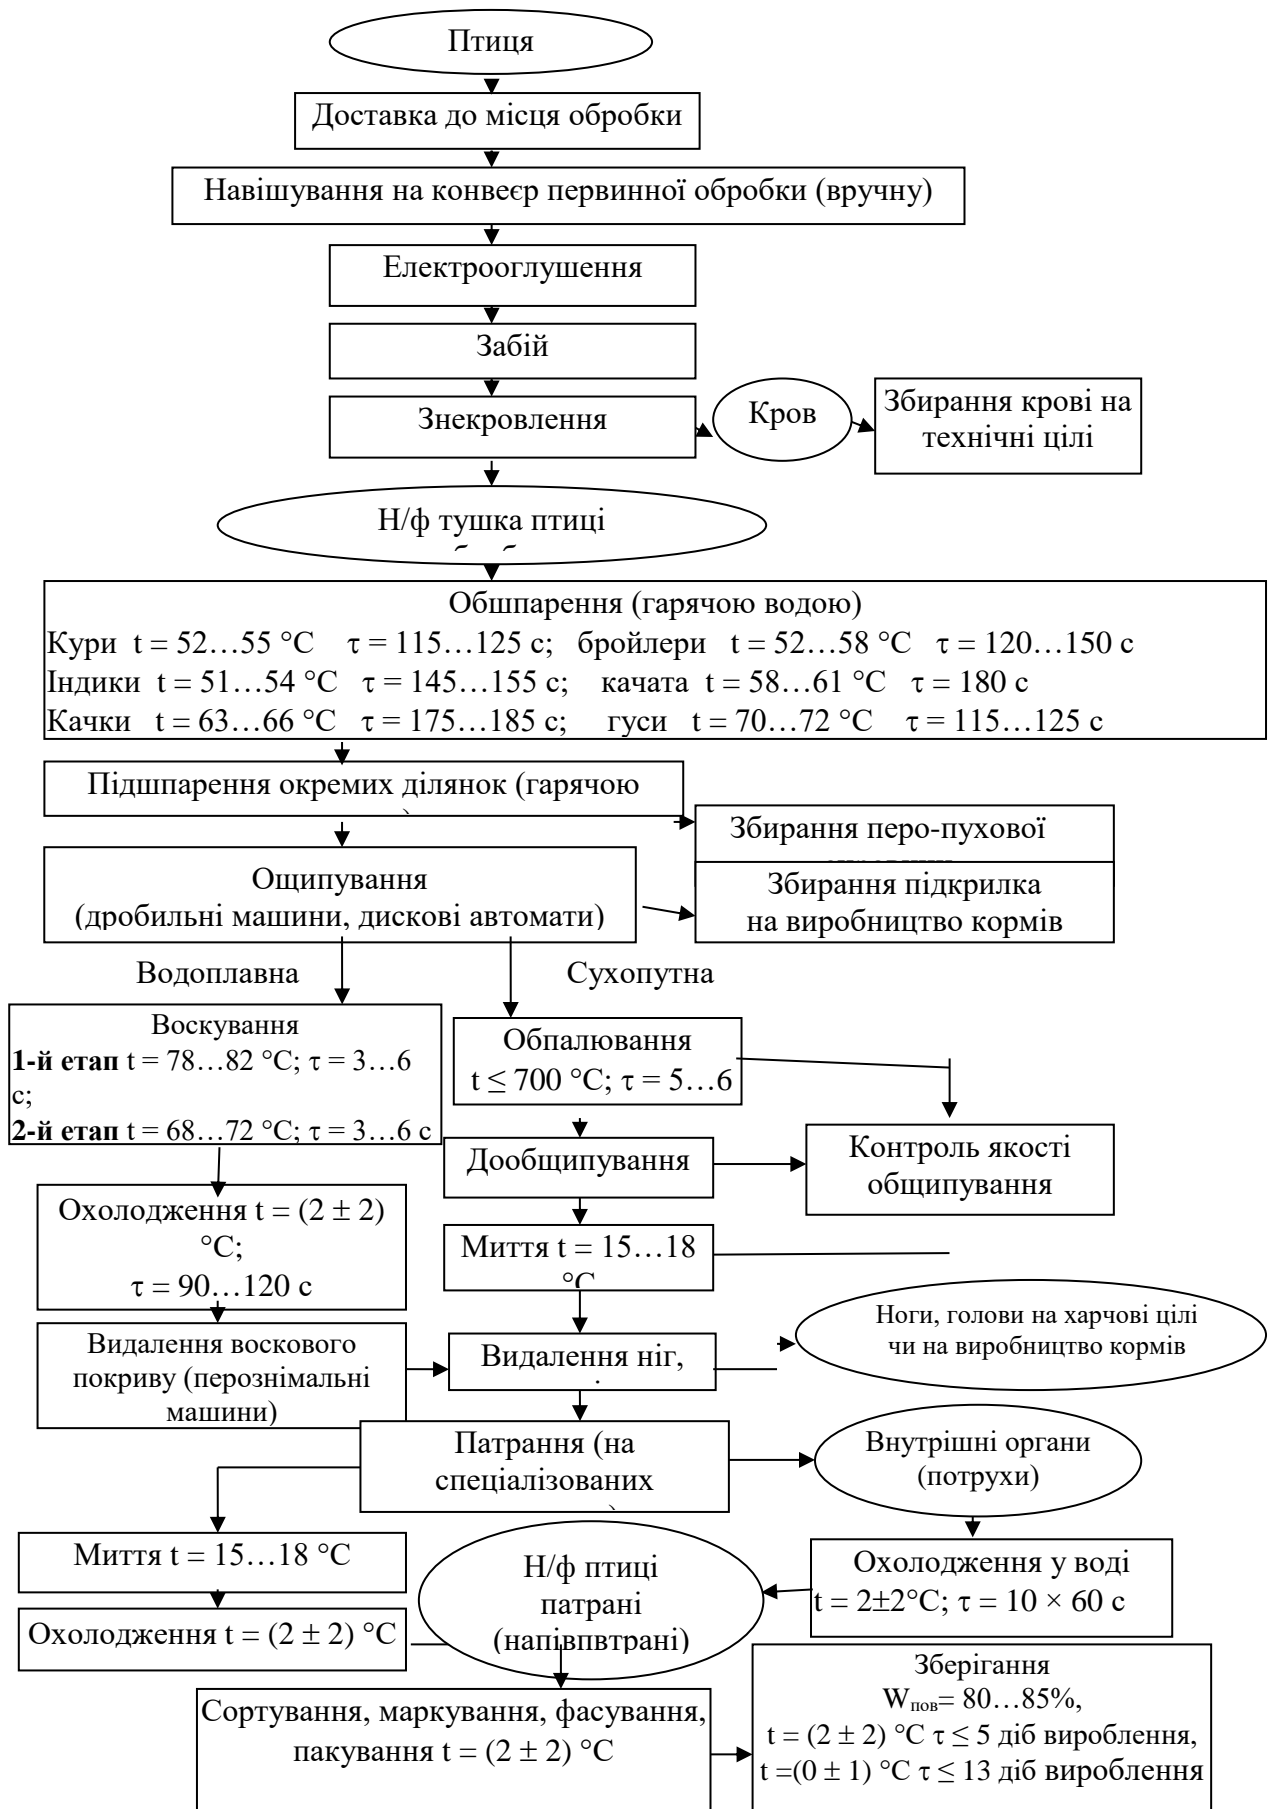 Птиця
Доставка до місця обробки
Навішування на конвеєр первинної обробки (вручну)
Електрооглушення
Забій
Знекровлення
Кров
Збирання крові на
технічні цілі
Н/ф тушка птиці
Обшпарення (гарячою водою)
Кури t = 52…55 °С τ = 115…125 с; бройлери t = 52…58 °С τ = 120…150 с
Індики t = 51…54 °С τ = 145…155 с; качата t = 58…61 °С τ = 180 с
Качки t = 63…66 °С τ = 175…185 с; гуси t = 70…72 °С τ = 115…125 с
Підшпарення окремих ділянок (гарячою
Збирання перо-пухової
Ощипування
(дробильні машини, дискові автомати)
Збирання підкрилка
на виробництво кормів
Водоплавна
Сухопутна
Воскування
1-й етап t = 78…82 °С; τ = 3…6
с;
2-й етап t = 68…72 °С; τ = 3…6 с
Обпалювання
t ≤ 700 °С; τ = 5…6
Дообщипування
Контроль якості
общипування
Охолодження t = (2 ± 2)
°С;
τ = 90…120 с
Миття t = 15…18
°С
Видалення воскового
покриву (перознімальні
машини)
Видалення ніг,
Ноги, голови на харчові цілі
чи на виробництво кормів
Патрання (на
спеціалізованих
Внутрішні органи
(потрухи)
Миття t = 15…18 °С
Охолодження t = (2 ± 2) °С
Н/ф птиці
патрані
(напівпвтрані)
Охолодження у воді
t = 2±2°С; τ = 10 × 60 с
Сортування, маркування, фасування,
пакування t = (2 ± 2) °С
Зберігання
Wпов= 80…85%,
t = (2 ± 2) °С τ ≤ 5 діб вироблення,
t =(0 ± 1) °С τ ≤ 13 діб вироблення